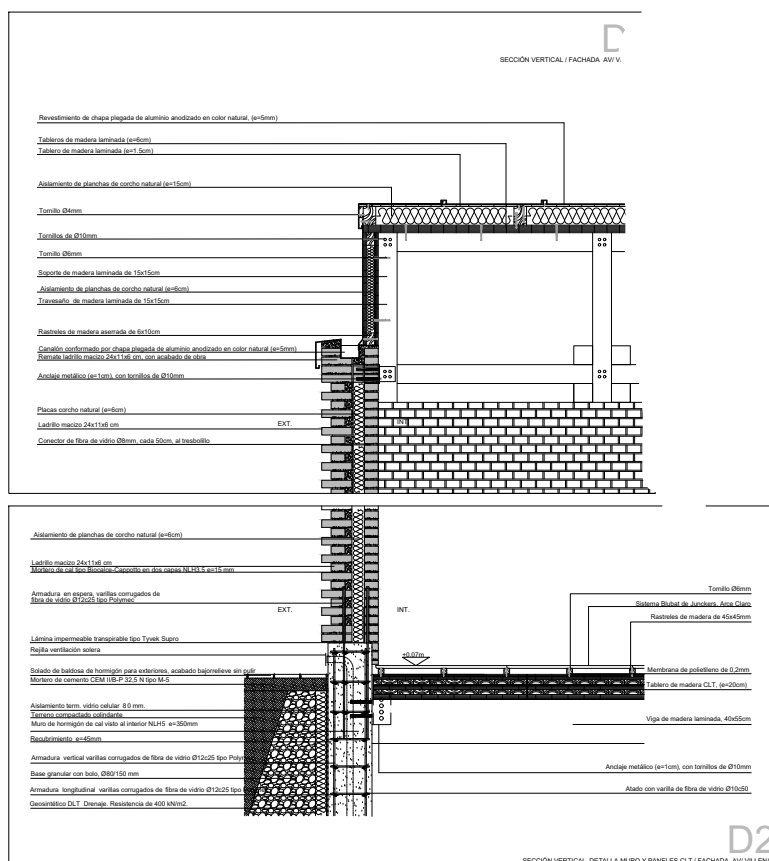 SECCIÓN VERTICAL / FACHADA AV/
Revestimiento de chapa plegada de aluminio anodizado en color natural, (e=5mm)
Tableros de madera laminada (e=6cm)
Tablero de madera laminada (e=1.5cm)
Aislamiento de planchas de corcho natural (e=15cm)
Tornillo Ø4mm
Tornillos de Ø10mm
Tornillo Ø6mm
Soporte de madera laminada de 15x15cm
Aislamiento de planchas de corcho natural (e=6cm)
Travesaño de madera laminada de 15x15cm
Rastreles de madera aserrada de 6x10cm
Canalón conformado por chapa plegada de aluminio anodizado en color natural (e=5mm)
Remate ladrillo macizo 24x11x6 cm, con acabado de obra
Anclaje metálico (e=1cm), con tornillos de Ø10mm
Placas corcho natural (e=6cm)
Ladrillo macizo 24x11x6 cm
EXT.
INT.
Conector de fibra de vidrio Ø8mm, cada 50cm, al tresbolillo
Aislamiento de planchas de corcho natural (e=6cm)
Ladrillo macizo 24x11x6 cm
Mortero de cal tipo Biocalce-Cappotto en dos capas NLH3.5 e=15 mm
Armadura en espera, varillas corrugados de
fibra de vidrio Ø12c25 tipo Polymec
EXT.
INT.
Lámina impermeable transpirable tipo Tyvek Supro
Rejilla ventilación solera
Solado de baldosa de hormigón para exteriores, acabado bajorrelieve sin pulir
Mortero de cemento CEM II/B-P 32,5 N tipo M-5
Aislamiento term. vidrio celular 80 mm.
Terreno compactado colindante
Muro de hormigón de cal visto al interior NLH5 e=350mm
Recubrimiento e=45mm
Armadura vertical varillas corrugados de fibra de vidrio Ø12c25 tipo
Base granular con bolo, Ø80/150 mm
Armadura longitudinal varillas corrugados de fibra de vidrio Ø12c25 tipo
Geosintético DLT Drenaje. Resistencia de 400 kN/m2.
+0.07m
Tornillo Ø6mm
Sistema Blubat de Junckers, Arce Claro
Rastreles de madera de 45x45mm
Membrana de polietileno de 0,2mm
Tablero de madera CLT, (e=20cm)
Viga de madera laminada, 40x55cm
Anclaje metálico (e=1cm), con tornillos de Ø10mm
Atado con varilla de fibra de vidrio Ø10c50
D2